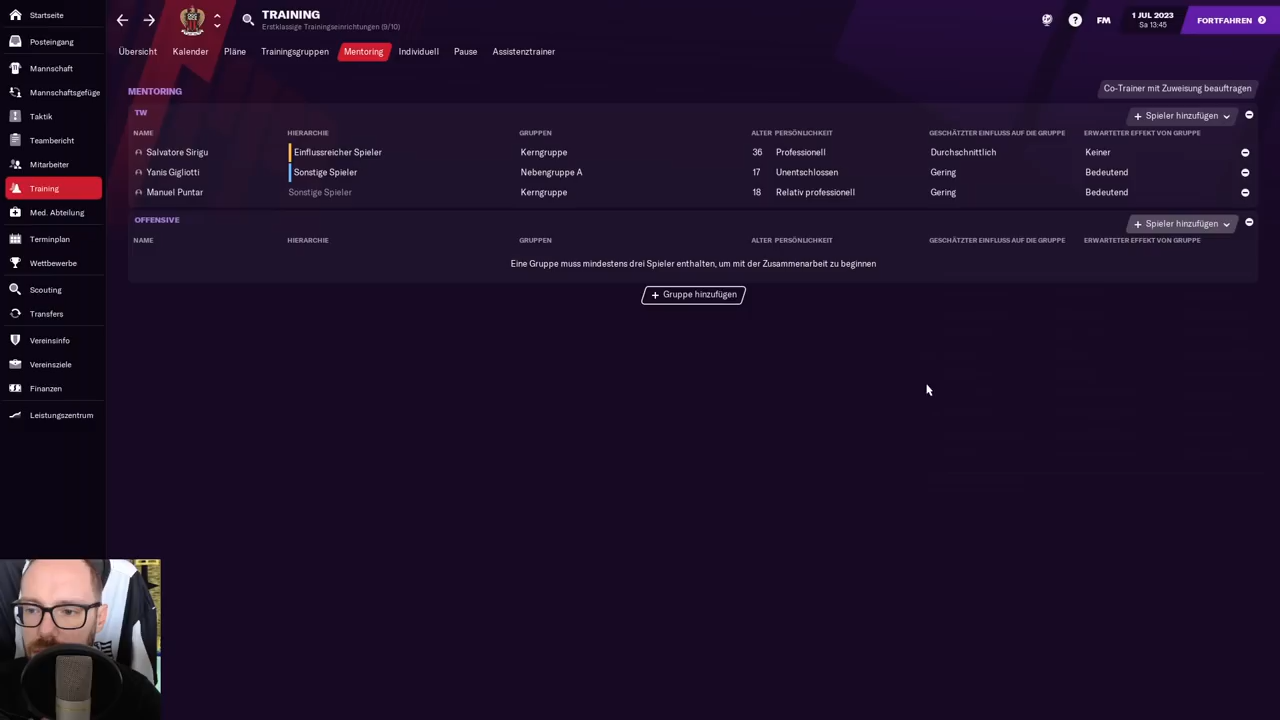 Startseite
Posteingang
Mannschaft
Mannschaftsgefüge
Taktik
Teambericht
Mitarbeiter
Training
Med. Abteilung
Terminplan
Wettbewerbe
Scouting
Transfers
Vereinsinfo
Vereinsziele
Finanzen
Leistungszentrum
TRAINING
Erstklassige Trainingseinrichtungen (9/10)
? FM 1 JUL 2023 FORTFAHREN
Sa 13:45
Übersicht Kalender Pläne Trainingsgruppen Mentoring Individuell Pause Assistenztrainer
MENTORING Co-Trainer mit Zuweisung beauftragen
TW + Spieler hinzufügen
NAME HIERARCHIE GRUPPEN ALTER PERSÖNLICHKEIT GESCHÄTZTER EINFLUSS AUF DIE GRUPPE ERWARTETER EFFEKT VON GRUPPE
Salvatore Sirigu Einflussreicher Spieler Kerngruppe 36 Professionell Durchschnittlich Keiner
Yanis Gigliotti Sonstige Spieler Nebengruppe A 17 Unentschlossen Gering Bedeutend
Manuel Puntar Sonstige Spieler Kerngruppe 18 Relativ professionell Gering Bedeutend
OFFENSIVE + Spieler hinzufügen
NAME HIERARCHIE GRUPPEN ALTER PERSÖNLICHKEIT GESCHÄTZTER EINFLUSS AUF DIE GRUPPE ERWARTETER EFFEKT VON GRUPPE
Eine Gruppe muss mindestens drei Spieler enthalten, um mit der Zusammenarbeit zu beginnen
+ Gruppe hinzufügen